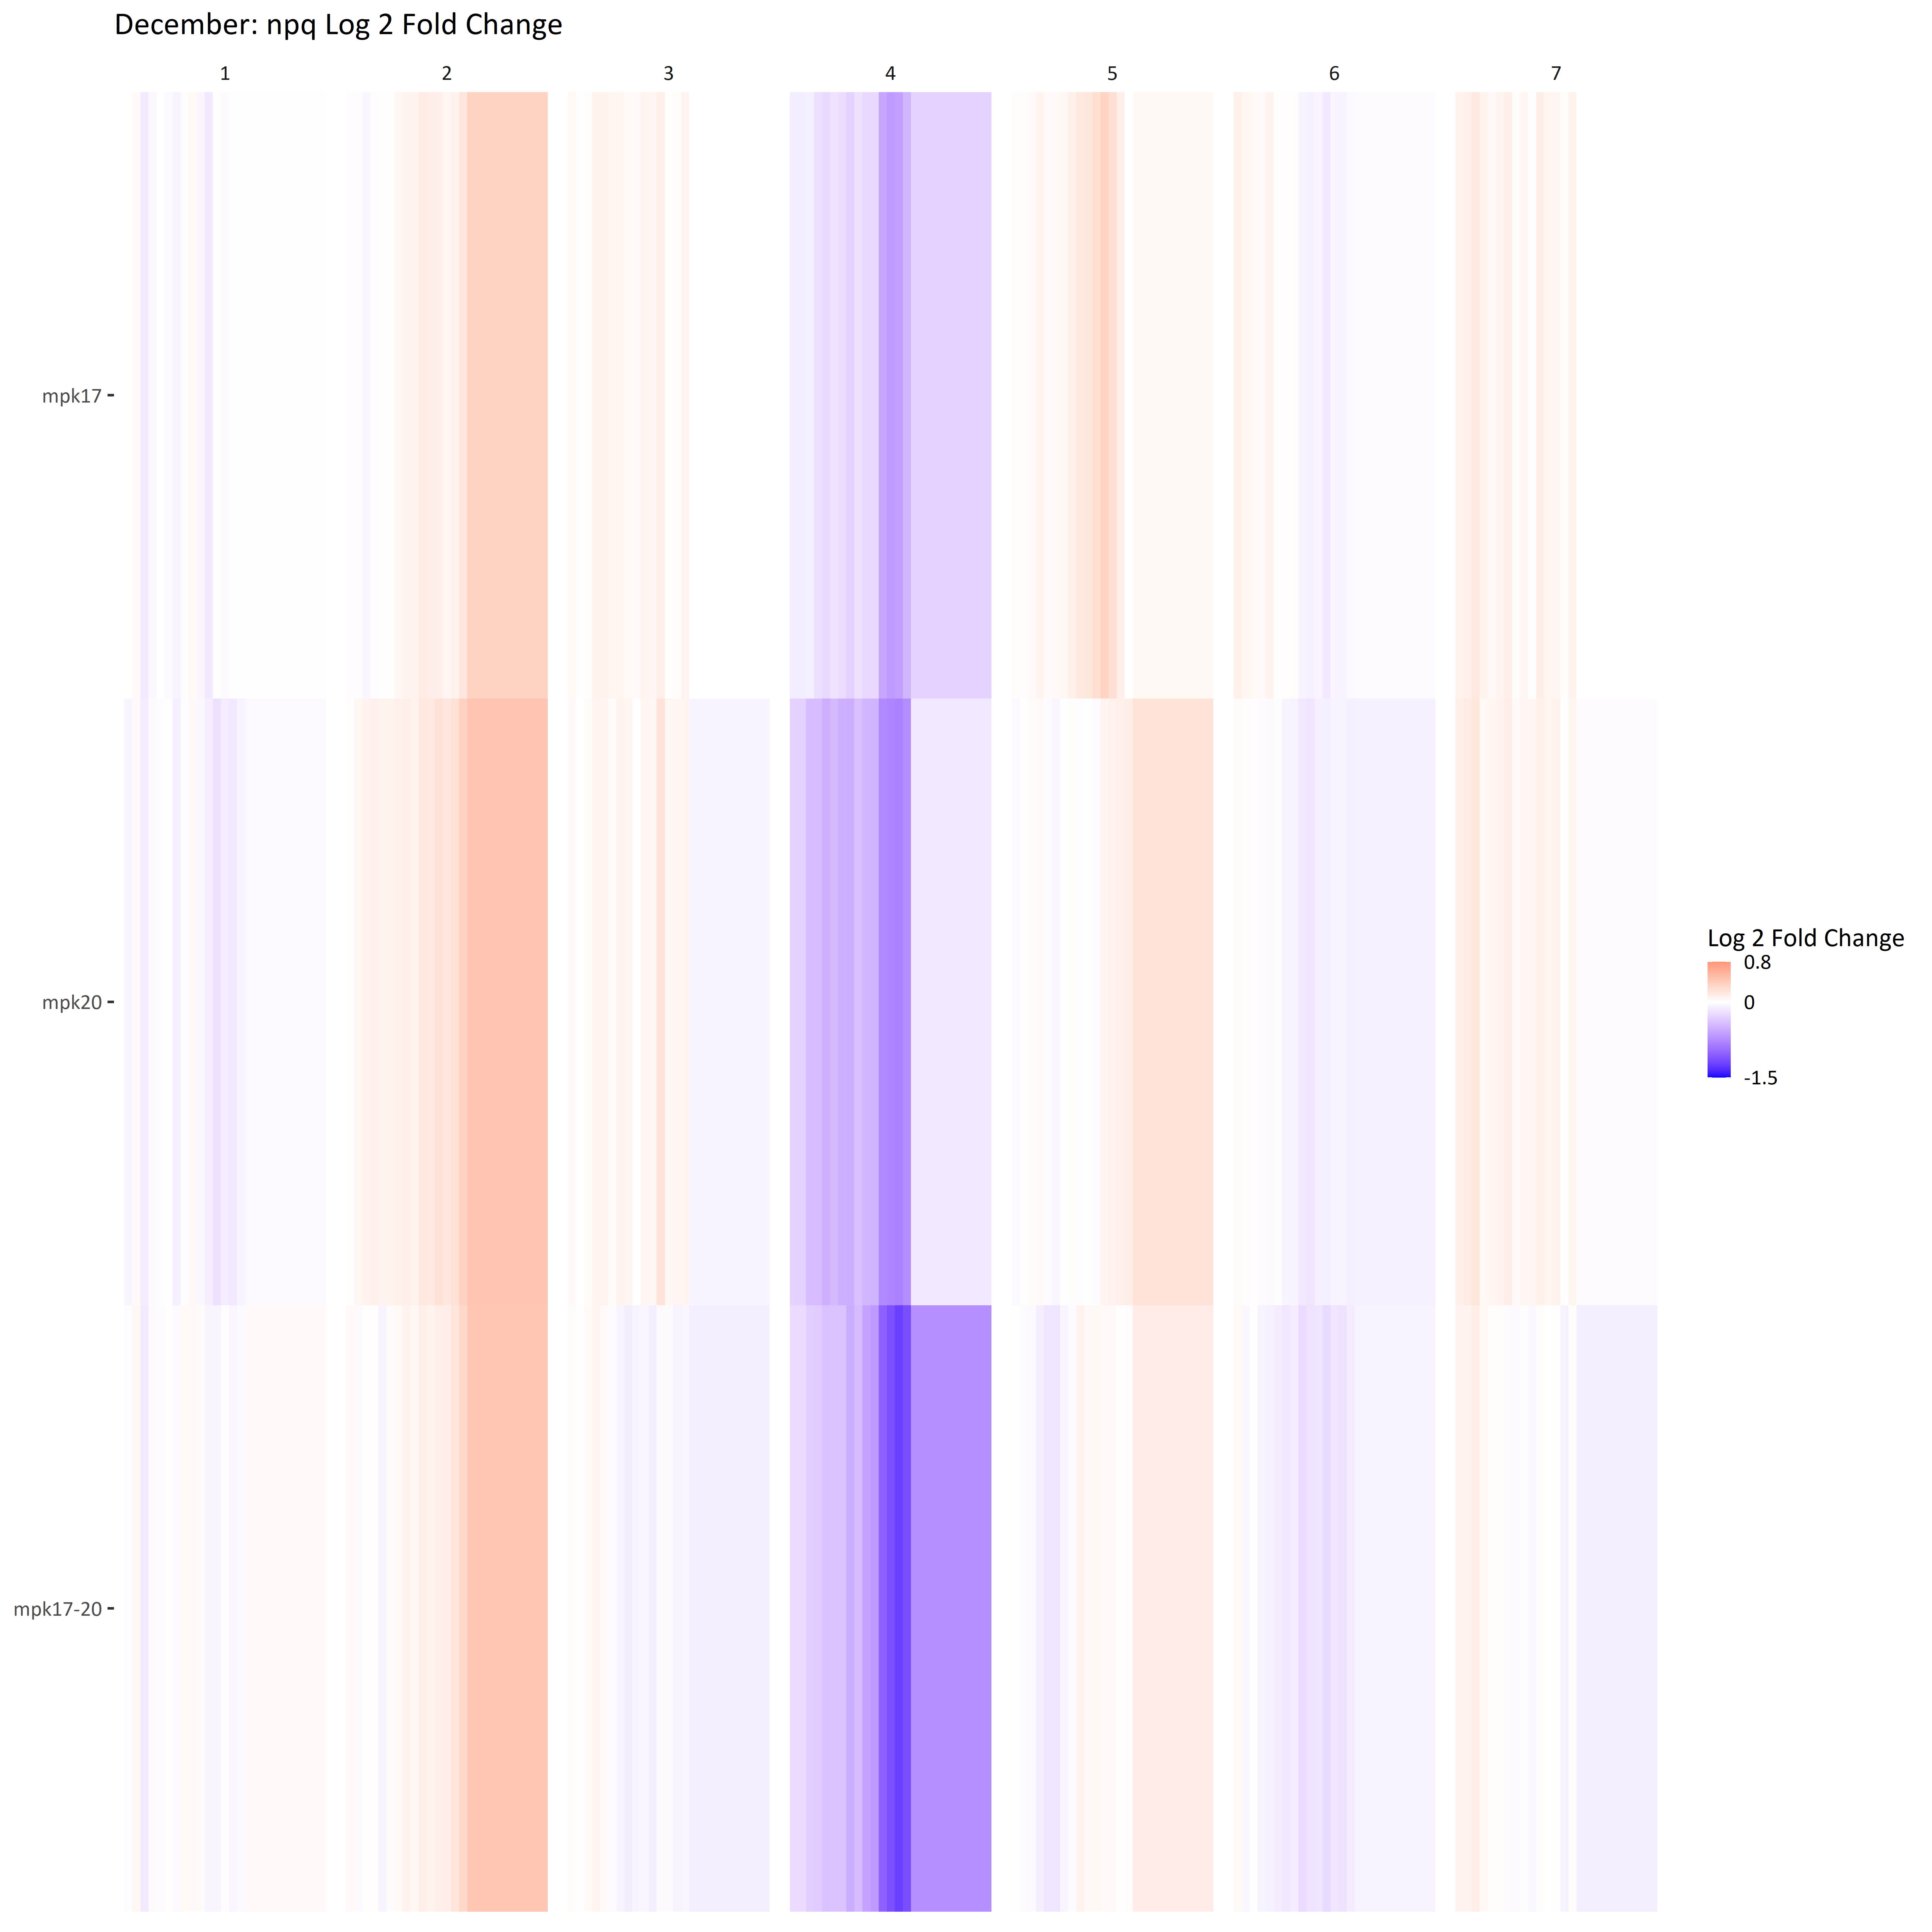 December: npq Log 2 Fold Change
1 2 3 4 5 6 7
mpk17
mpk20
mpk17-20
Log 2 Fold Change
0.8
0
-1.5